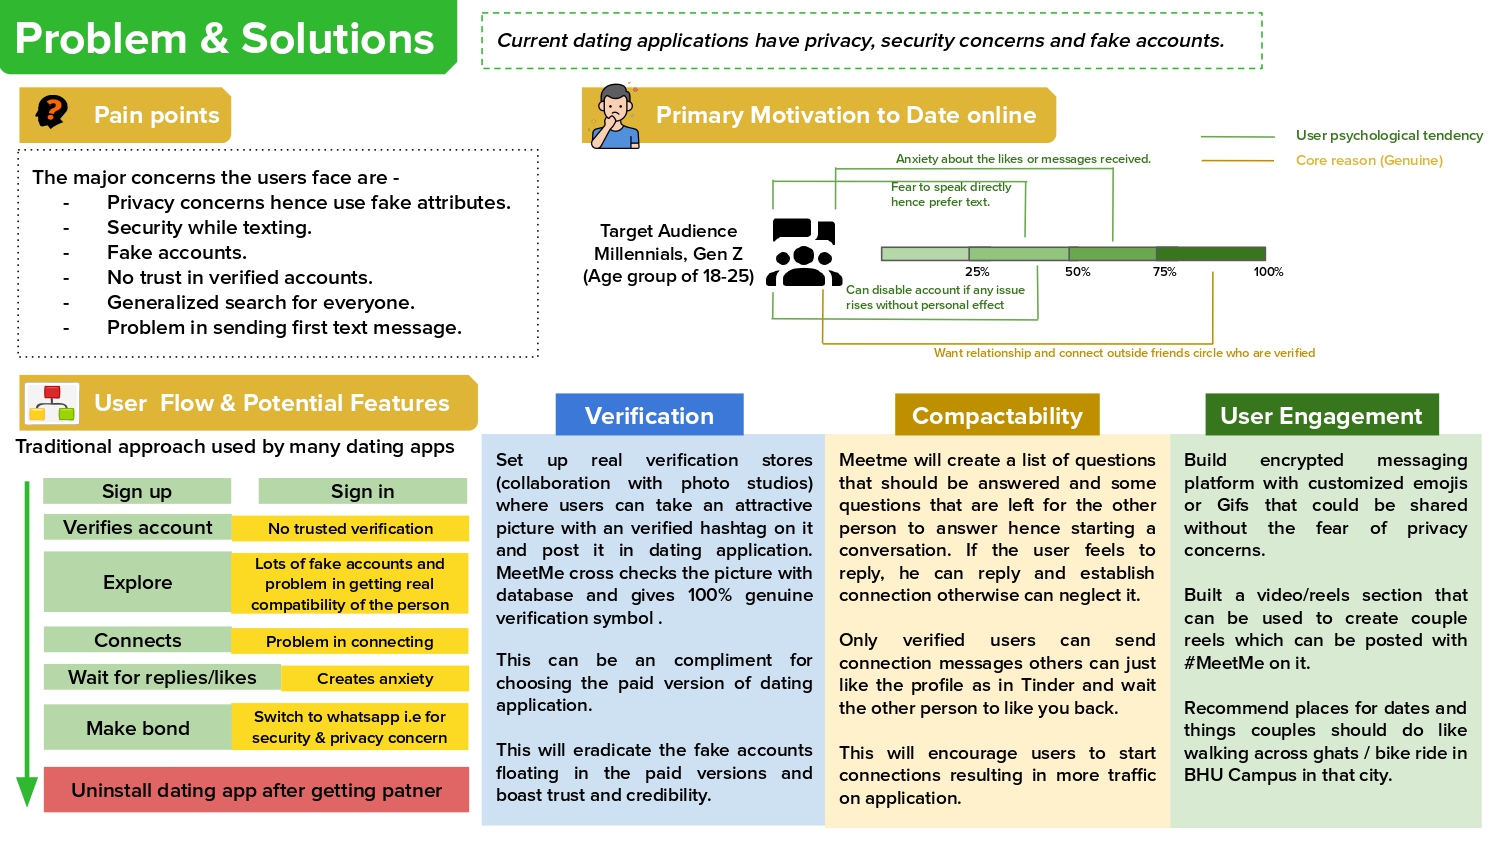 Problem & Solutions
Current dating applications have privacy, security concerns and fake accounts.
Pain points
The major concerns the users face are -
- Privacy concerns hence use fake attributes.
- Security while texting.
- Fake accounts.
- No trust in verified accounts.
- Generalized search for everyone.
- Problem in sending first text message.
Primary Motivation to Date online
User psychological tendency
Core reason (Genuine)
Anxiety about the likes or messages received.
Fear to speak directly
hence prefer text.
Target Audience
Millennials, Gen Z
(Age group of 18-25)
25% 50% 75% 100%
Can disable account if any issue
rises without personal effect
Want relationship and connect outside friends circle who are verified
User Flow & Potential Features
Traditional approach used by many dating apps
Sign up Sign in
Verifies account No trusted verification
Explore
Lots of fake accounts and
problem in getting real
compatibility of the person
Connects Problem in connecting
Wait for replies/likes Creates anxiety
Make bond
Switch to whatsapp i.e for
security & privacy concern
Uninstall dating app after getting patner
Verification
Set up real verification stores
(collaboration with photo studios)
where users can take an attractive
picture with an verified hashtag on it
and post it in dating application.
MeetMe cross checks the picture with
database and gives 100% genuine
verification symbol .
This can be an compliment for
choosing the paid version of dating
application.
This will eradicate the fake accounts
floating in the paid versions and
boast trust and credibility.
Compactability
Meetme will create a list of questions
that should be answered and some
questions that are left for the other
person to answer hence starting a
conversation. If the user feels to
reply, he can reply and establish
connection otherwise can neglect it.
Only verified users can send
connection messages others can just
like the profile as in Tinder and wait
the other person to like you back.
This will encourage users to start
connections resulting in more traffic
on application.
User Engagement
Build encrypted messaging
platform with customized emojis
or Gifs that could be shared
without the fear of privacy
concerns.
Built a video/reels section that
can be used to create couple
reels which can be posted with
#MeetMe on it.
Recommend places for dates and
things couples should do like
walking across ghats / bike ride in
BHU Campus in that city.